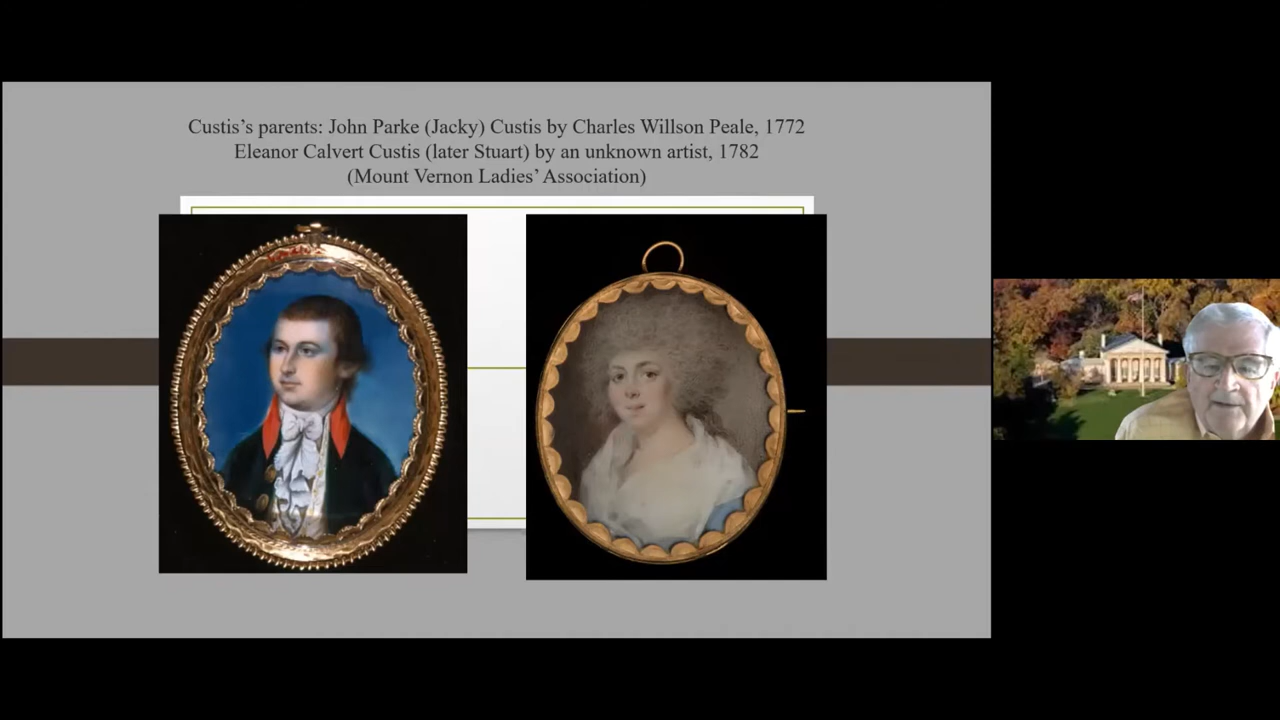 Custis’s parents: John Parke (Jacky) Custis by Charles Willson Peale, 1772
Eleanor Calvert Custis (later Stuart) by an unknown artist, 1782
(Mount Vernon Ladies’ Association)